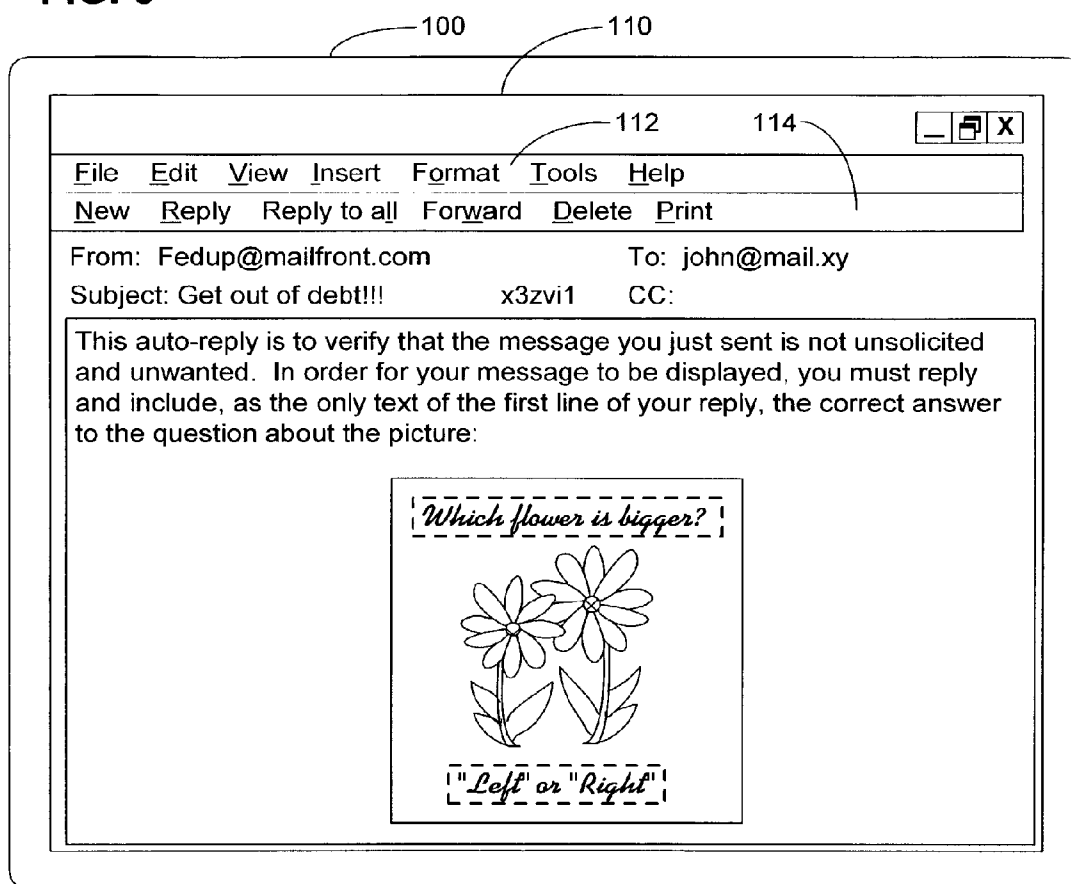 100 110
112 114 _ X
File Edit View Insert Format Tools Help
New Reply Reply to all Forward Delete Print
From: Fedup@mailfront.com To: john@mail.xy
Subject: Get out of debt!!! x3zvi1 CC:
This auto-reply is to verify that the message you just sent is not unsolicited
and unwanted. In order for your message to be displayed, you must reply
and include, as the only text of the first line of your reply, the correct answer
to the question about the picture:
Which flower is bigger?
"Left" or "Right"